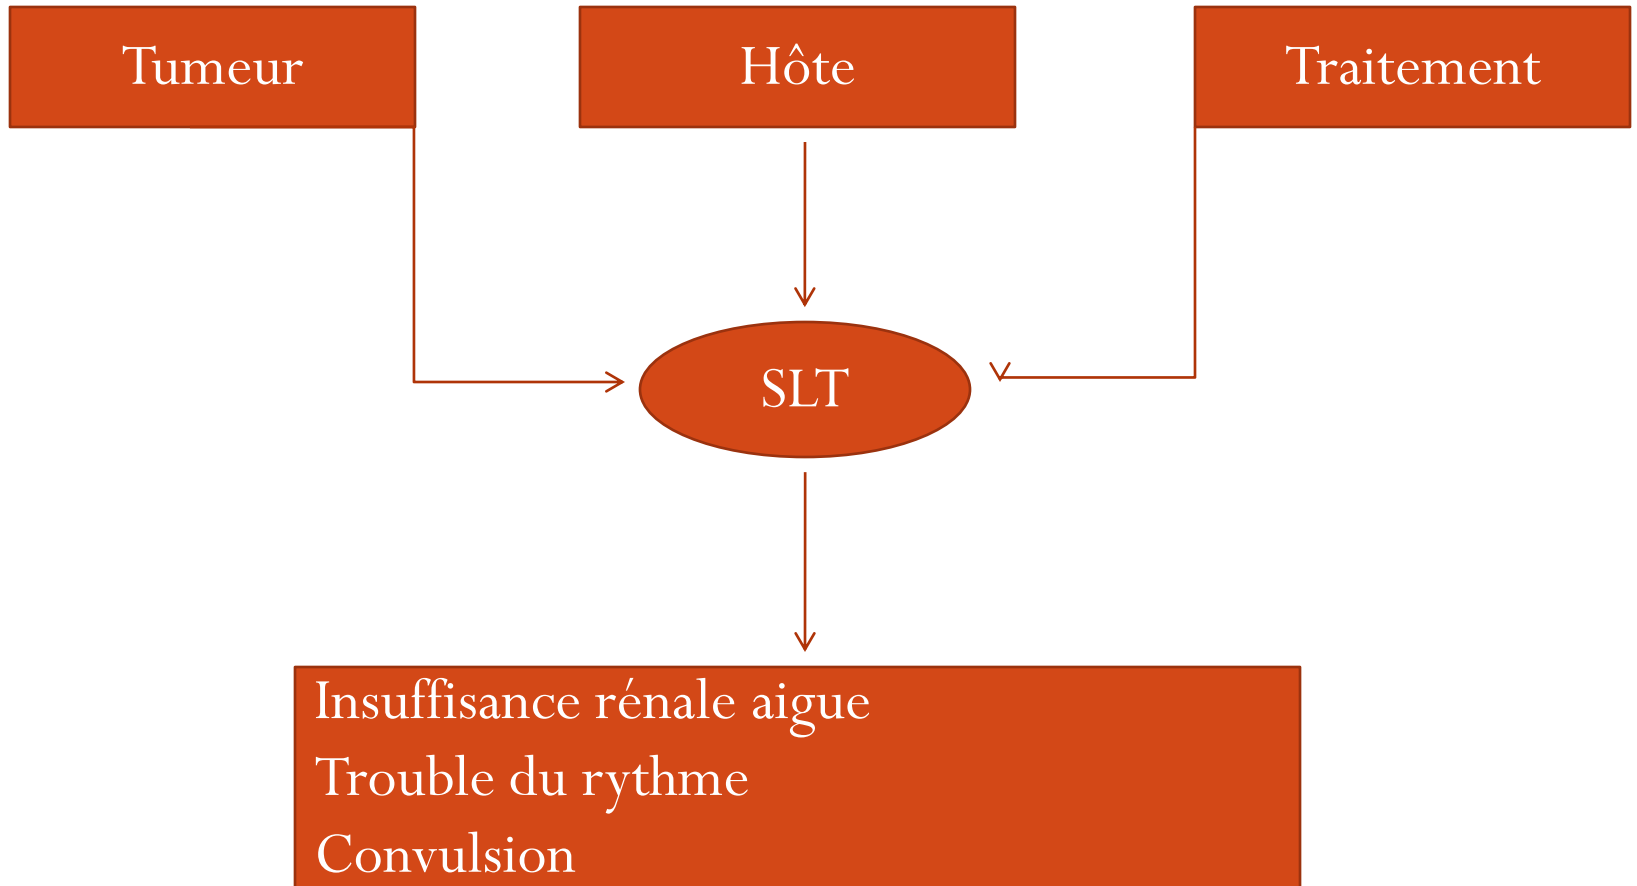 Tumeur
Hôte
Traitement
SLT
Insuffisance rénale aigue
Trouble du rythme
Convulsion